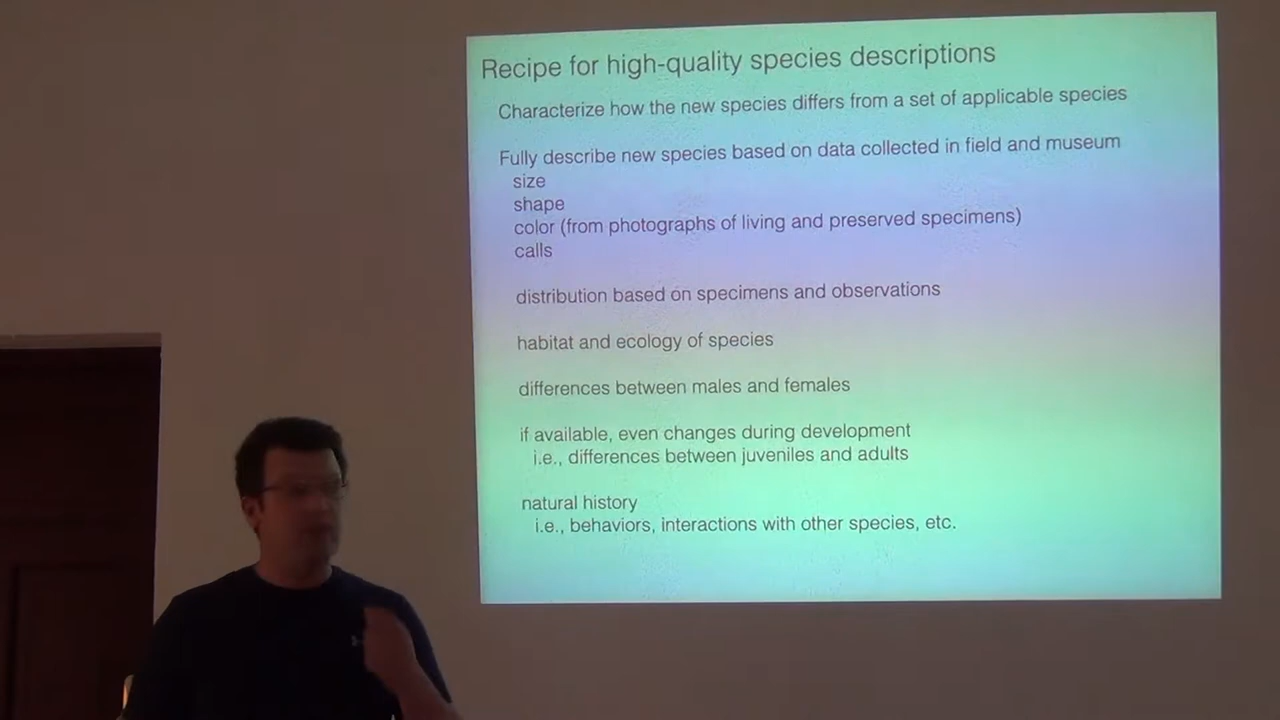 Recipe for high-quality species descriptions
Characterize how the new species differs from a set of applicable species
Fully describe new species based on data collected in field and museum
size
shape
color (from photographs of living and preserved specimens)
calls
distribution based on specimens and observations
habitat and ecology of species
differences between males and females
if available, even changes during development
i.e., differences between juveniles and adults
natural history
i.e., behaviors, interactions with other species, etc.